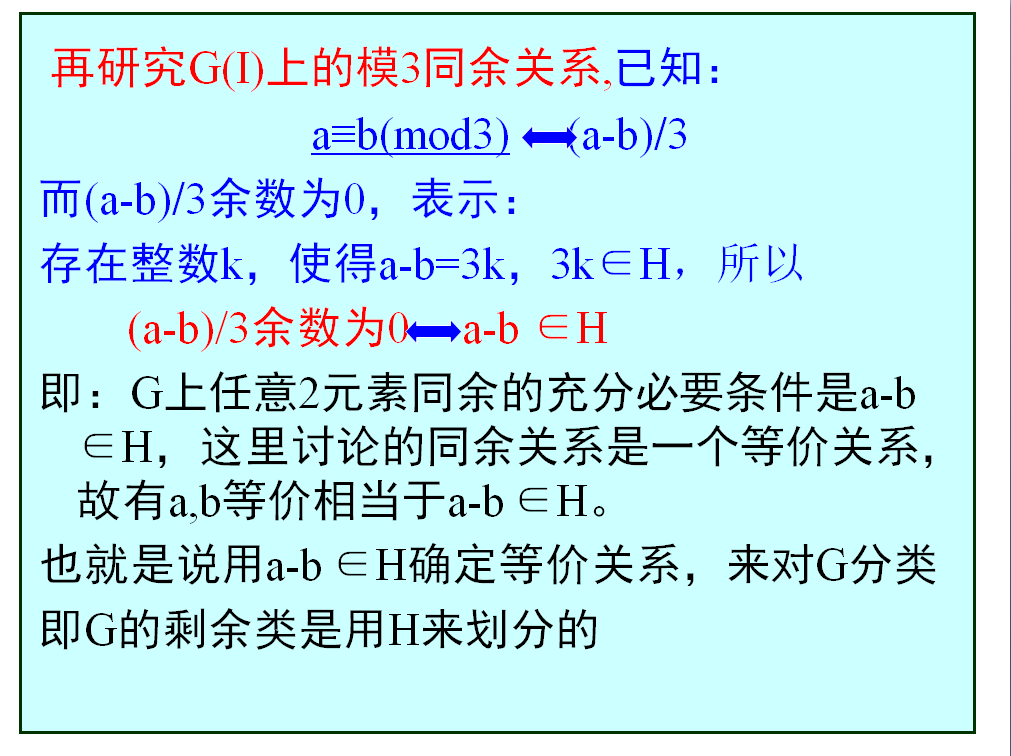 再研究G(I)上的模3同余关系,已知：
a≡b(mod3) ⟷(a-b)/3
而(a-b)/3余数为0，表示：
存在整数k，使得a-b=3k，3k∈H，所以
(a-b)/3余数为0⟷a-b ∈H
即：G上任意2元素同余的充分必要条件是a-b
∈H，这里讨论的同余关系是一个等价关系，
故有a,b等价相当于a-b ∈H。
也就是说用a-b ∈H确定等价关系，来对G分类
即G的剩余类是用H来划分的